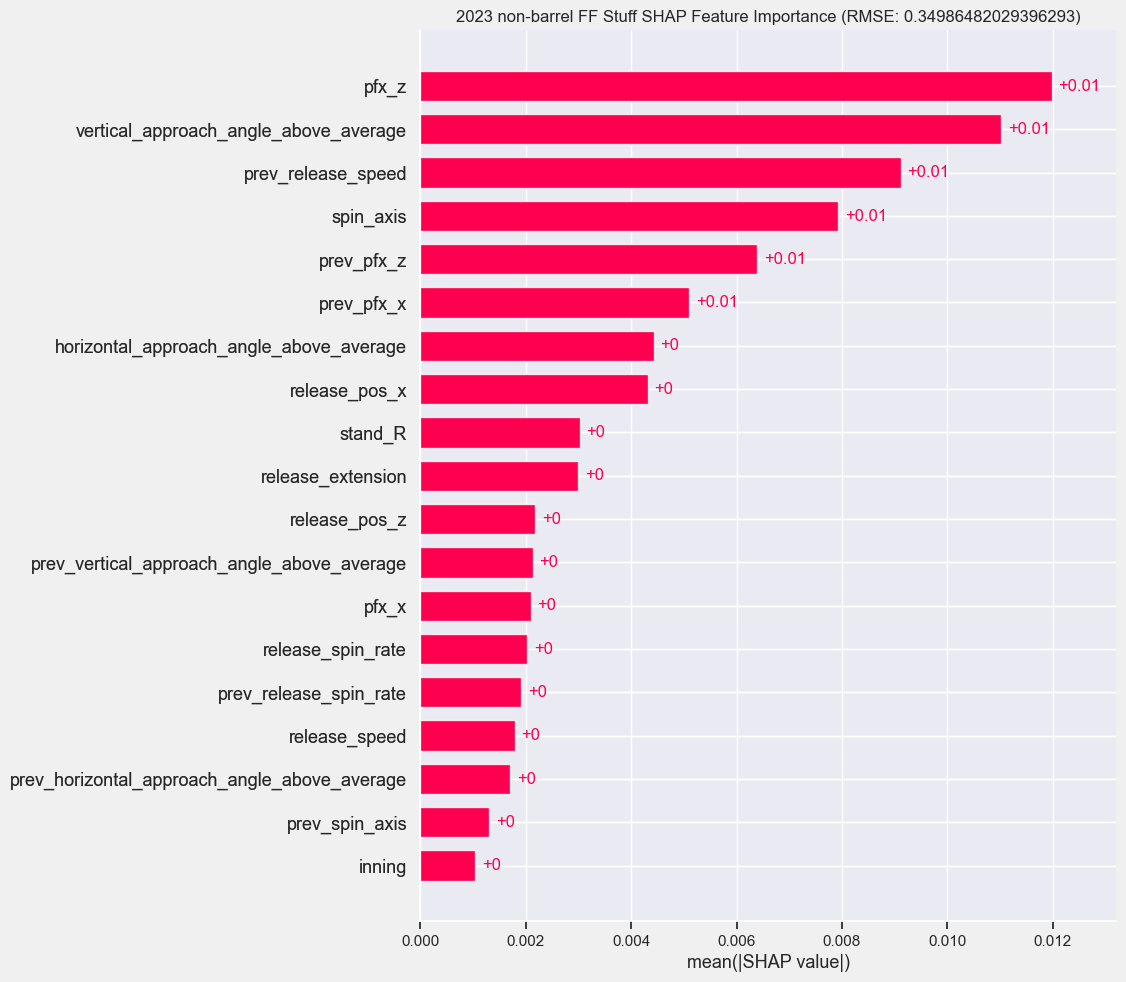 2023 non-barrel FF Stuff SHAP Feature Importance (RMSE: 0.34986482029396293)
pfx_z +0.01
vertical_approach_angle_above_average +0.01
prev_release_speed +0.01
spin_axis +0.01
prev_pfx_z +0.01
prev_pfx_x +0.01
horizontal_approach_angle_above_average +0
release_pos_x +0
stand_R +0
release_extension +0
release_pos_z +0
prev_vertical_approach_angle_above_average +0
pfx_x +0
release_spin_rate +0
prev_release_spin_rate +0
release_speed +0
prev_horizontal_approach_angle_above_average +0
prev_spin_axis +0
inning +0
0.000 0.002 0.004 0.006 0.008 0.010 0.012
mean(|SHAP value|)